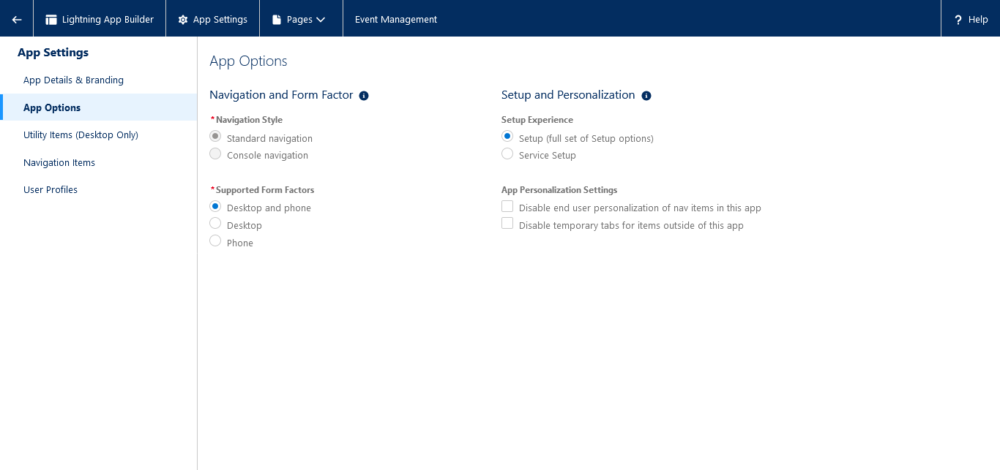 Lightning App Builder
App Settings
Pages
Event Management
? Help
App Settings
App Details & Branding
App Options
Utility Items (Desktop Only)
Navigation Items
User Profiles
App Options
Navigation and Form Factor
*Navigation Style
Standard navigation
Console navigation
*Supported Form Factors
Desktop and phone
Desktop
Phone
Setup and Personalization
Setup Experience
Setup (full set of Setup options)
Service Setup
App Personalization Settings
Disable end user personalization of nav items in this app
Disable temporary tabs for items outside of this app